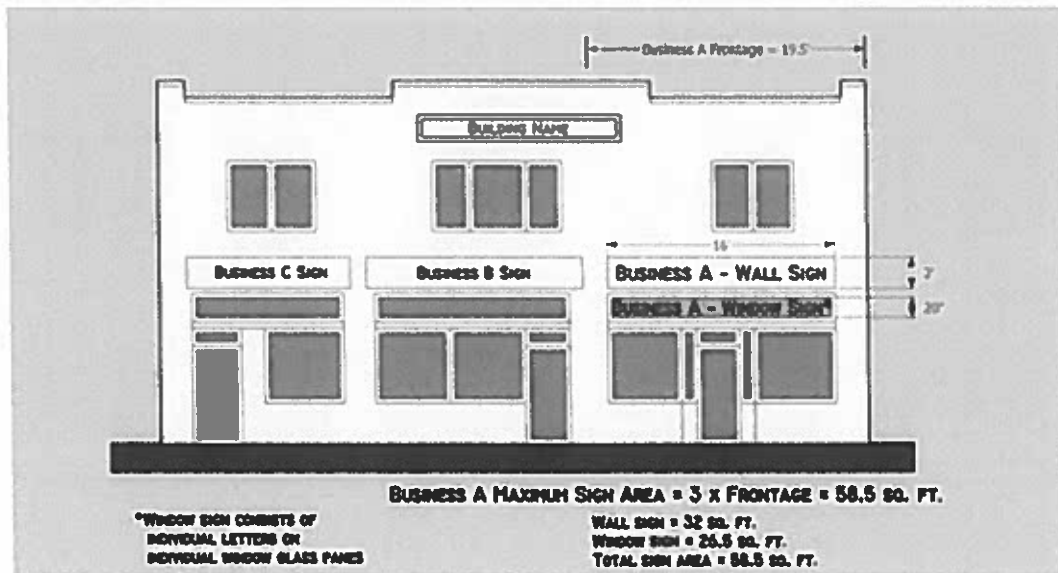 Business A Frontage = 19.5'
BUILDING NAME
16'
BUSINESS C SIGN
BUSINESS B SIGN
BUSINESS A - WALL SIGN
BUSINESS A - WINDOW SIGN*
20"
BUSINESS A MAXIMUM SIGN AREA = 3 X FRONTAGE = 58.5 SQ. FT.
*WINDOW SIGN CONSISTS OF
INDIVIDUAL LETTERS ON
INDIVIDUAL WINDOW GLASS PANES
WALL SIGN = 32 SQ. FT.
WINDOW SIGN = 26.5 SQ. FT.
TOTAL SIGN AREA = 58.5 SQ. FT.